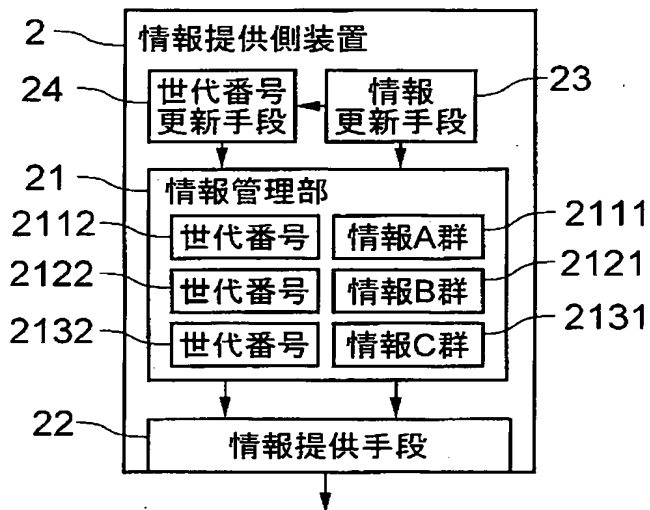 2 情報提供側装置
24 世代番号 情報 23
更新手段 更新手段
21 情報管理部
2112 世代番号 情報A群 2111
2122 世代番号 情報B群 2121
2132 世代番号 情報C群 2131
22 情報提供手段